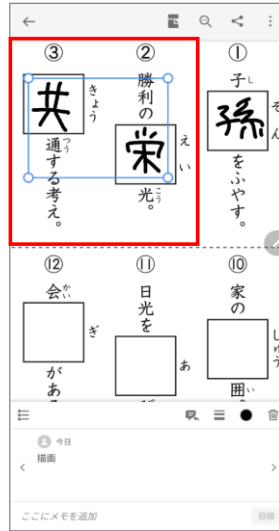 ①
子孫をふやす。
し
そん
②
勝利の栄光。
えい
こう
③
共通する考え。
きょう
つう
⑩
家の囲い
しゅう
⑪
日光を
あ
⑫
会 がある
かい
ぎ
今日
描画
ここにメモを追加
投稿